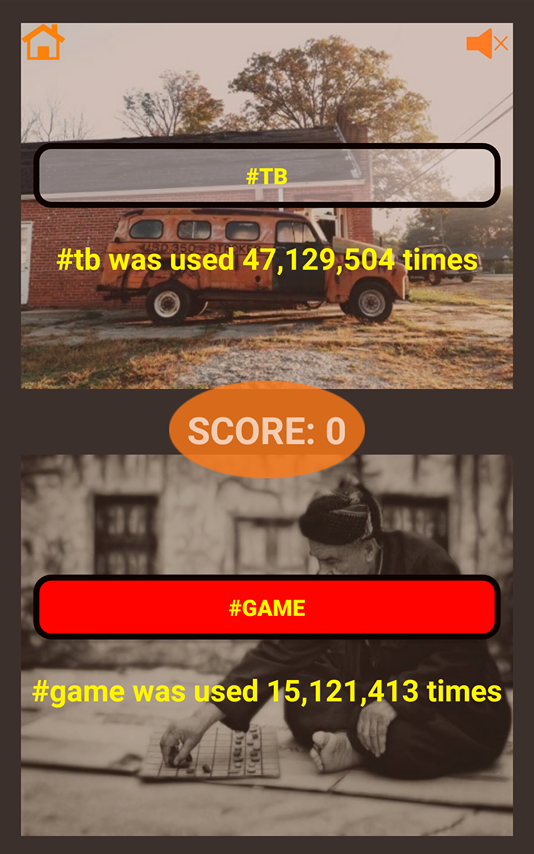 #TB
#tb was used 47,129,504 times
SCORE: 0
#GAME
#game was used 15,121,413 times